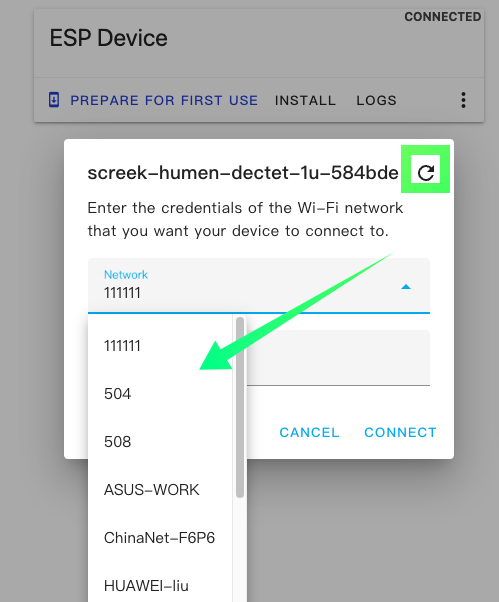 CONNECTED
ESP Device
PREPARE FOR FIRST USE INSTALL LOGS
screek-humen-dectet-1u-584bde
Enter the credentials of the Wi-Fi network
that you want your device to connect to.
Network
111111
111111
504
508
CANCEL CONNECT
ASUS-WORK
ChinaNet-F6P6
HUAWEI-liu